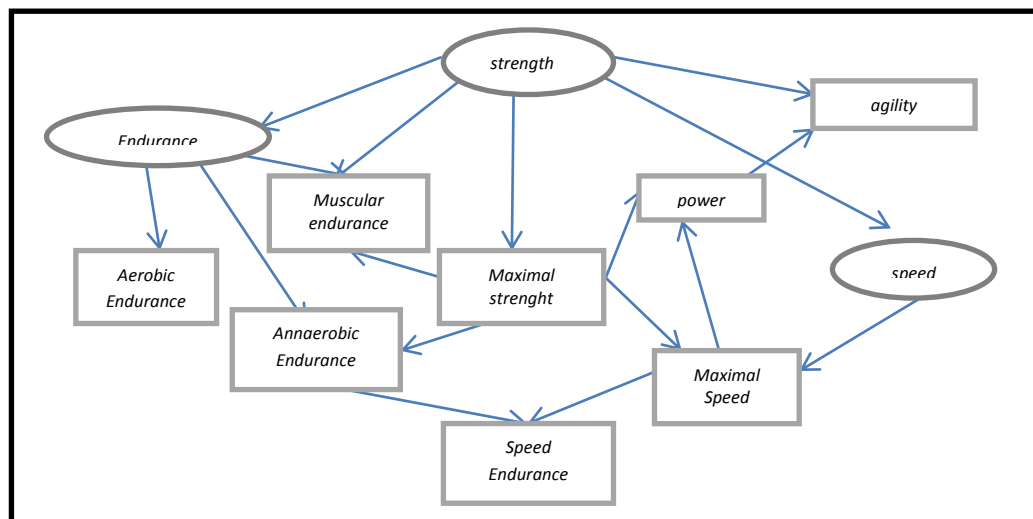 strength
agility
Endurance
Muscular
endurance
power
Aerobic
Endurance
Maximal
strenght
speed
Annaerobic
Endurance
Maximal
Speed
Speed
Endurance